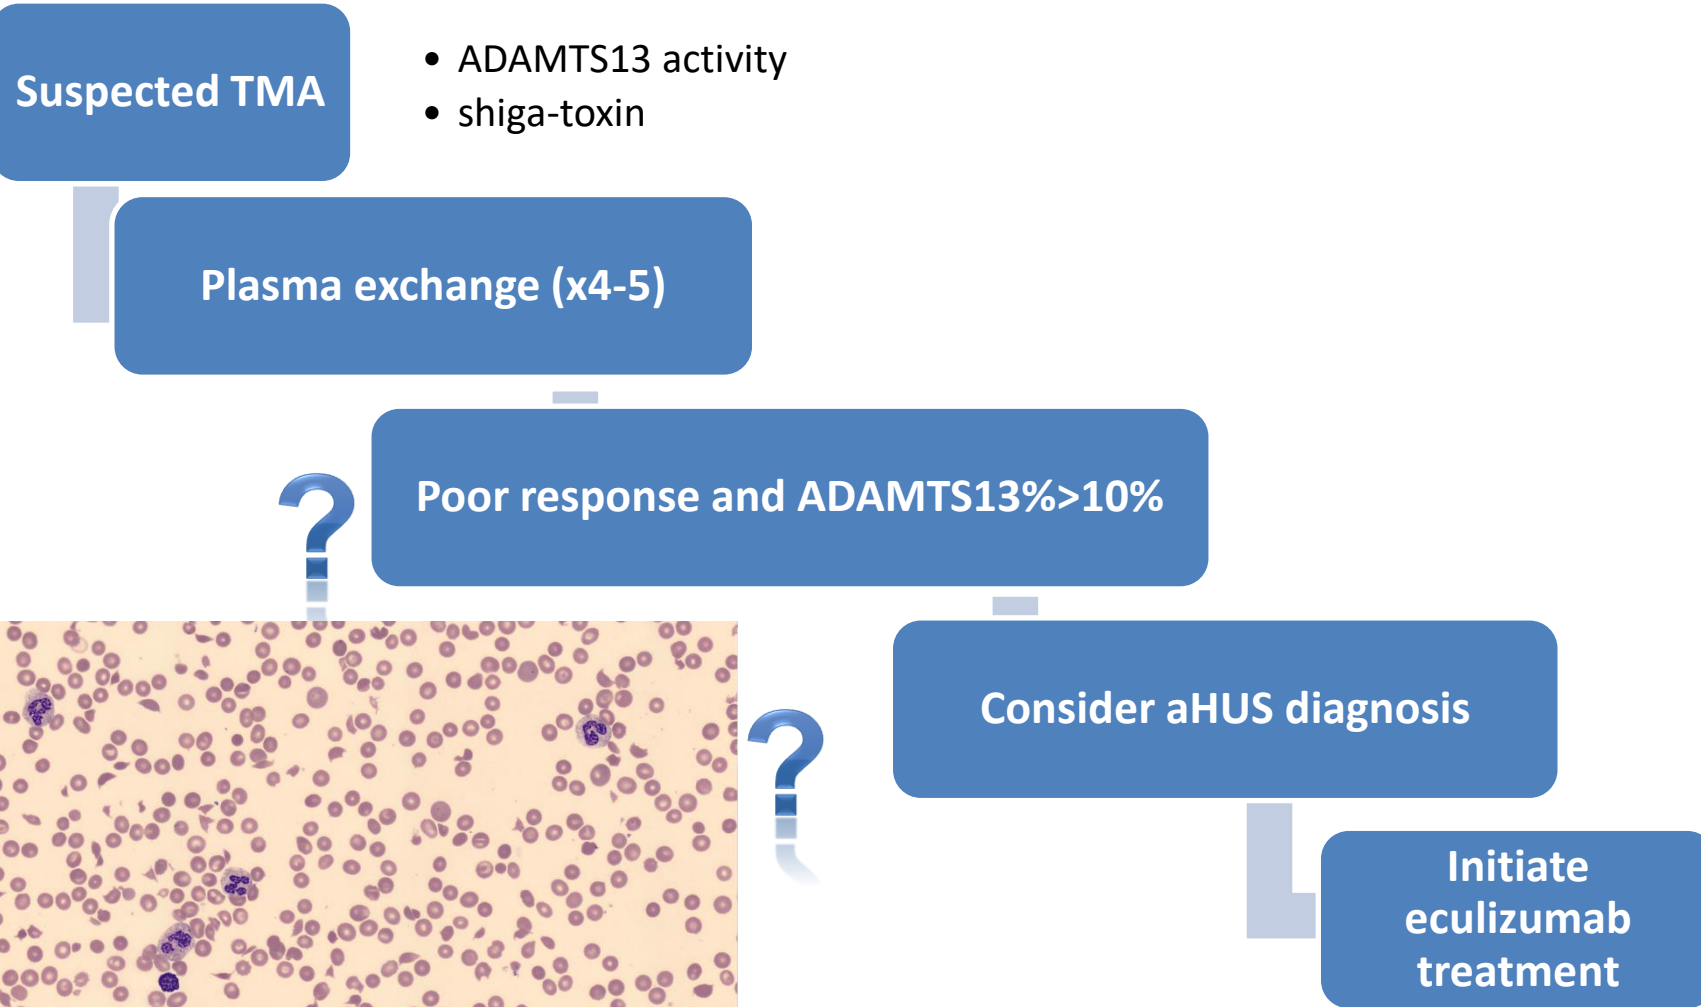 Suspected TMA
• ADAMTS13 activity
• shiga-toxin
Plasma exchange (x4-5)
Poor response and ADAMTS13%>10%
?
Consider aHUS diagnosis
?
Initiate
eculizumab
treatment